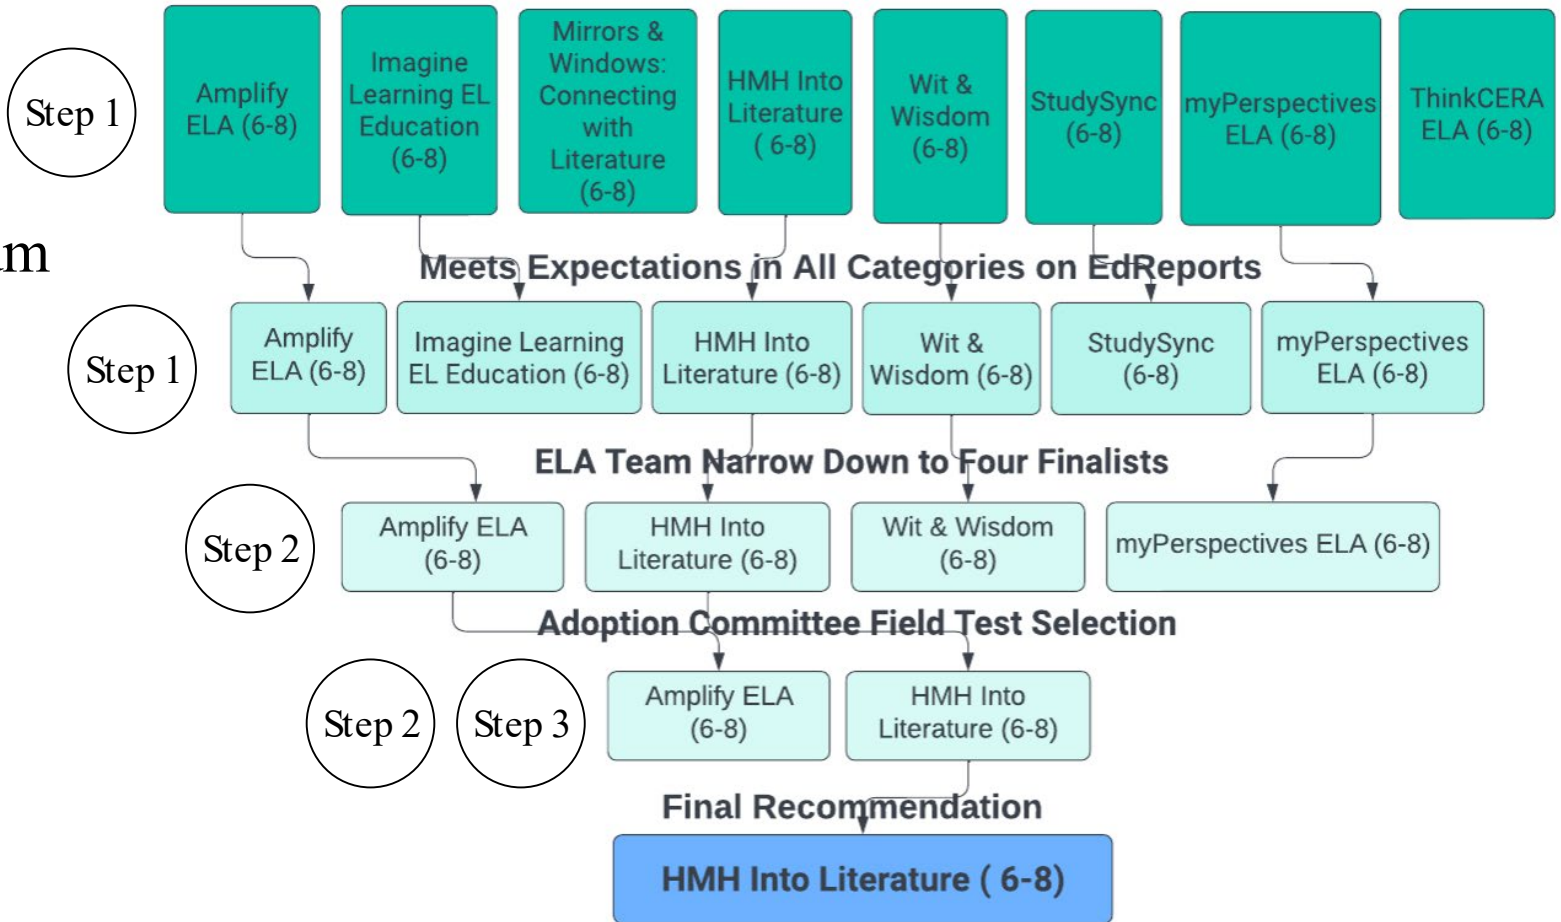 Step 1
Amplify
ELA (6-8)
Imagine
Learning EL
Education
(6-8)
Mirrors &
Windows:
Connecting
with
Literature
(6-8)
HMH Into
Literature
( 6-8)
Wit &
Wisdom
(6-8)
StudySync
(6-8)
myPerspectives
ELA (6-8)
ThinkCERA
ELA (6-8)
Meets Expectations in All Categories on EdReports
Step 1
Amplify
ELA (6-8)
Imagine Learning
EL Education (6-8)
HMH Into
Literature (6-8)
Wit &
Wisdom (6-8)
StudySync
(6-8)
myPerspectives
ELA (6-8)
ELA Team Narrow Down to Four Finalists
Step 2
Amplify ELA
(6-8)
HMH Into
Literature (6-8)
Wit & Wisdom
(6-8)
myPerspectives ELA (6-8)
Adoption Committee Field Test Selection
Step 2
Step 3
Amplify ELA
(6-8)
HMH Into
Literature (6-8)
Final Recommendation
HMH Into Literature ( 6-8)